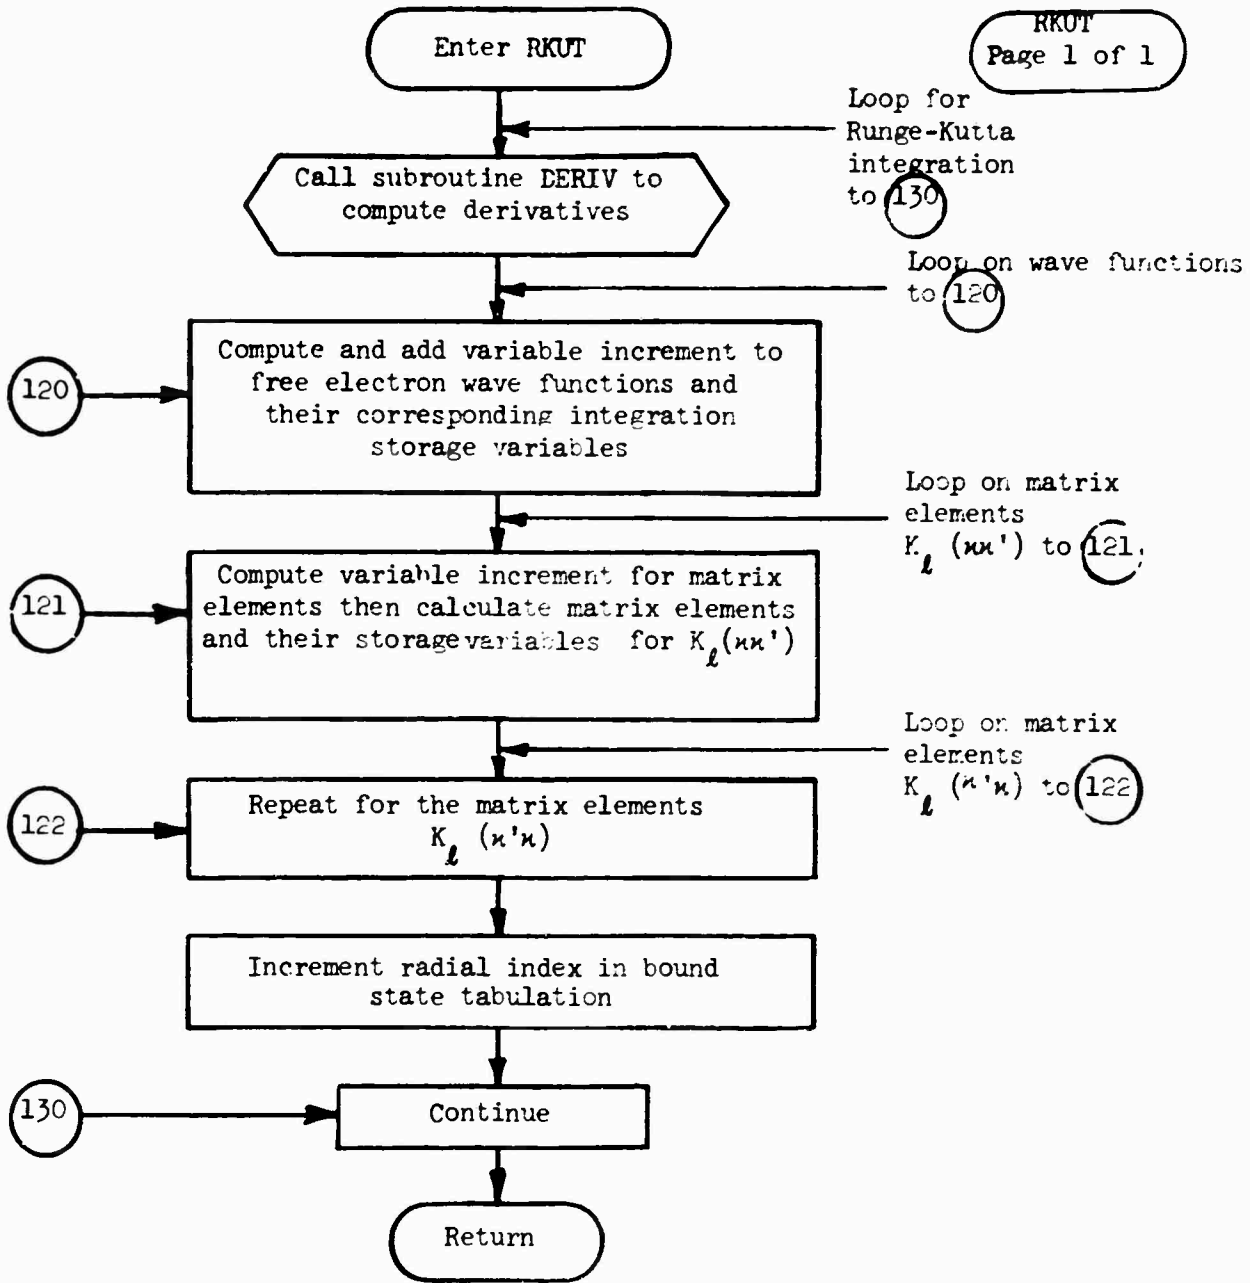 Enter RKUT
RKUT
Page 1 of 1
Loop for
Runge-Kutta
integration
to 130
Call subroutine DERIV to
compute derivatives
Loop on wave functions
to 120
120
Compute and add variable increment to
free electron wave functions and
their corresponding integration
storage variables
Loop on matrix
elements
K_ℓ (κκ') to 121
121
Compute variable increment for matrix
elements then calculate matrix elements
and their storage variables for K_ℓ(κκ')
Loop on matrix
elements
K_ℓ (κ'κ) to 122
122
Repeat for the matrix elements
K_ℓ (κ'κ)
Increment radial index in bound
state tabulation
130
Continue
Return